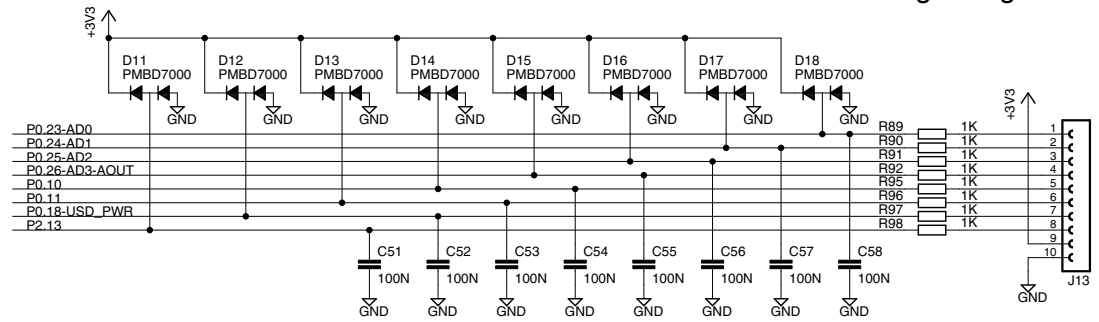 +3V3
D11 D12 D13 D14 D15 D16 D17 D18
PMBD7000 PMBD7000 PMBD7000 PMBD7000 PMBD7000 PMBD7000 PMBD7000 PMBD7000
+3V3
GND GND GND GND GND GND GND GND
P0.23-AD0 R89 1K 1
P0.24-AD1 R90 1K 2
P0.25-AD2 R91 1K 3
P0.26-AD3-AOUT R92 1K 4
P0.10 R95 1K 5
P0.11 R96 1K 6
P0.18-USD_PWR R97 1K 7
P2.13 R98 1K 8
9
C51 C52 C53 C54 C55 C56 C57 C58 10
100N 100N 100N 100N 100N 100N 100N 100N J13
GND GND GND GND GND GND GND GND GND